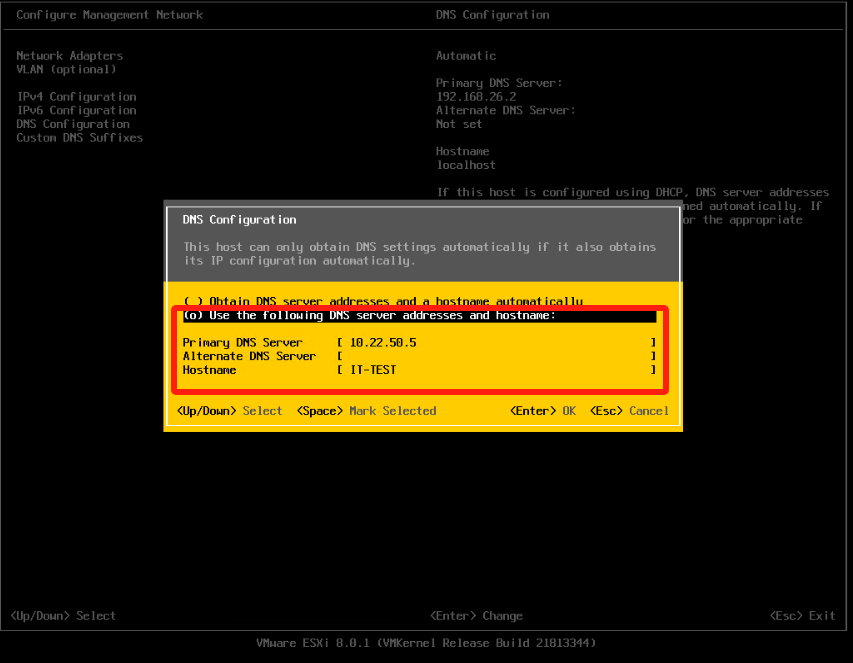 Configure Management Network
DNS Configuration
Network Adapters
VLAN (optional)
IPv4 Configuration
IPv6 Configuration
DNS Configuration
Custom DNS Suffixes
Automatic
Primary DNS Server:
192.168.26.2
Alternate DNS Server:
Not set
Hostname
localhost
If this host is configured using DHCP, DNS server addresses
ned automatically. If
or the appropriate
DNS Configuration
This host can only obtain DNS settings automatically if it also obtains
its IP configuration automatically.
( ) Obtain DNS server addresses and a hostname automatically
(o) Use the following DNS server addresses and hostname:
Primary DNS Server [ 10.22.50.5 ]
Alternate DNS Server [ ]
Hostname [ IT-TEST ]
<Up/Down> Select <Space> Mark Selected <Enter> OK <Esc> Cancel
<Up/Down> Select <Enter> Change <Esc> Exit
VMware ESXi 8.0.1 (VMKernel Release Build 21813344)